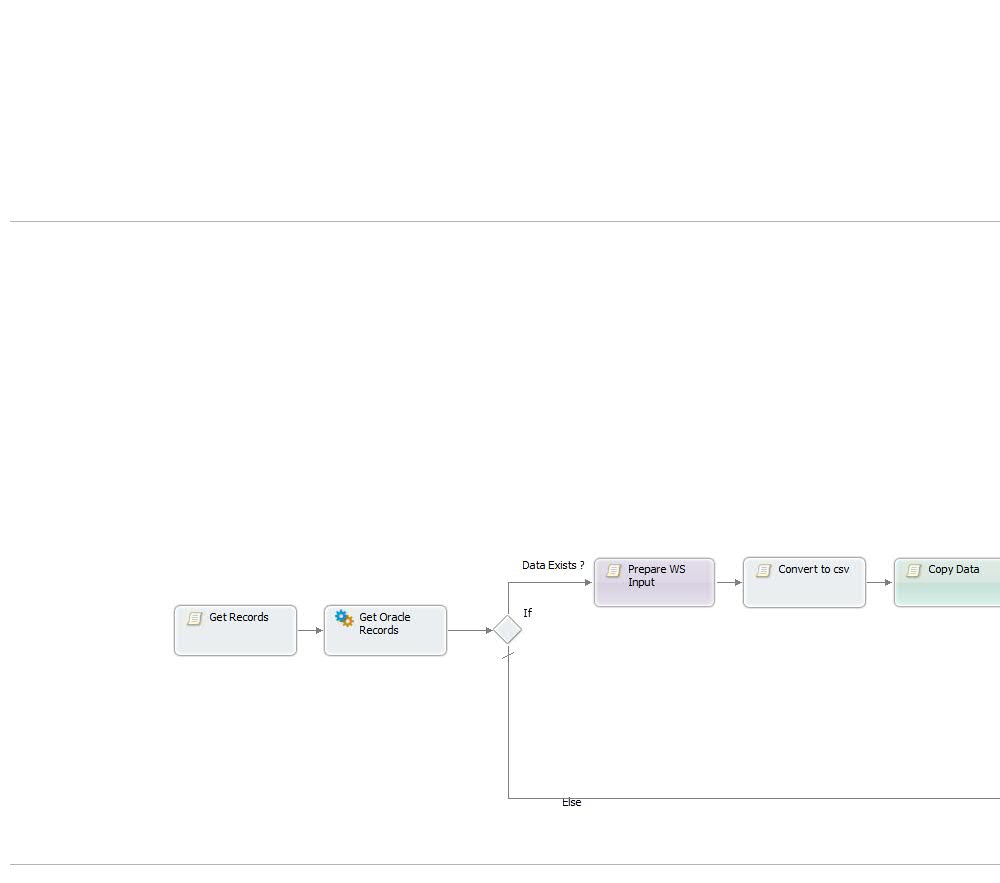 Data Exists ?
Prepare WS
Input
Convert to csv
Copy Data
If
Get Records
Get Oracle
Records
Else